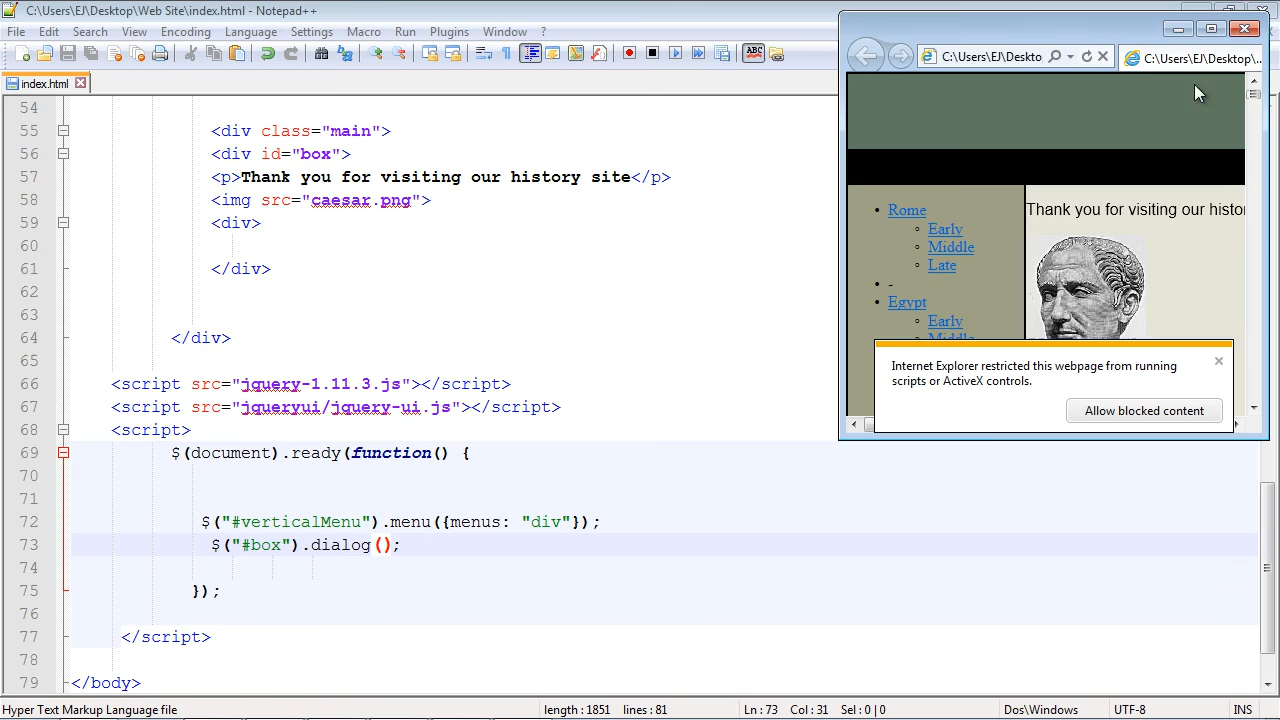 C:\Users\EJ\Desktop\Web Site\index.html - Notepad++
File Edit Search View Encoding Language Settings Macro Run Plugins Window ?
ABC
index.html
54
55 <div class="main">
56 <div id="box">
57 <p>Thank you for visiting our history site</p>
58 <img src="caesar.png">
59 <div>
60
61 </div>
62
63
64 </div>
65
66 <script src="jquery-1.11.3.js"></script>
67 <script src="jqueryui/jquery-ui.js"></script>
68 <script>
69 $(document).ready(function() {
70
71
72 $("#verticalMenu").menu({menus: "div"});
73 $("#box").dialog();
74
75 });
76
77 </script>
78
79 </body>
Hyper Text Markup Language file length : 1851 lines : 81 Ln : 73 Col : 31 Sel : 0 | 0 Dos\Windows UTF-8 INS
C:\Users\EJ\Deskto
C:\Users\EJ\Desktop\...
Rome
Early
Middle
Late
-
Egypt
Early
Middle
Thank you for visiting our histor
Internet Explorer restricted this webpage from running
scripts or ActiveX controls.
Allow blocked content